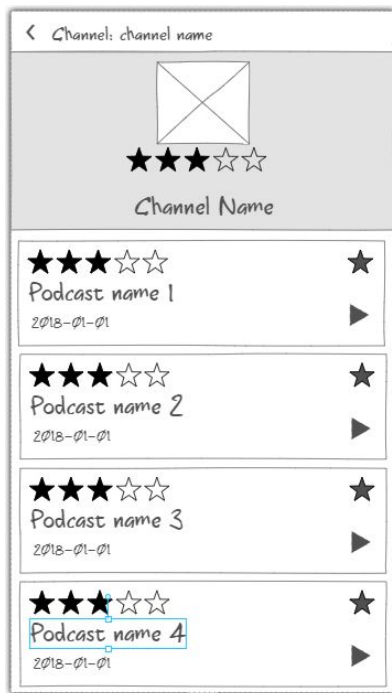 Channel: channel name
Channel Name
Podcast name 1
2018-01-01
Podcast name 2
2018-01-01
Podcast name 3
2018-01-01
Podcast name 4
2018-01-01